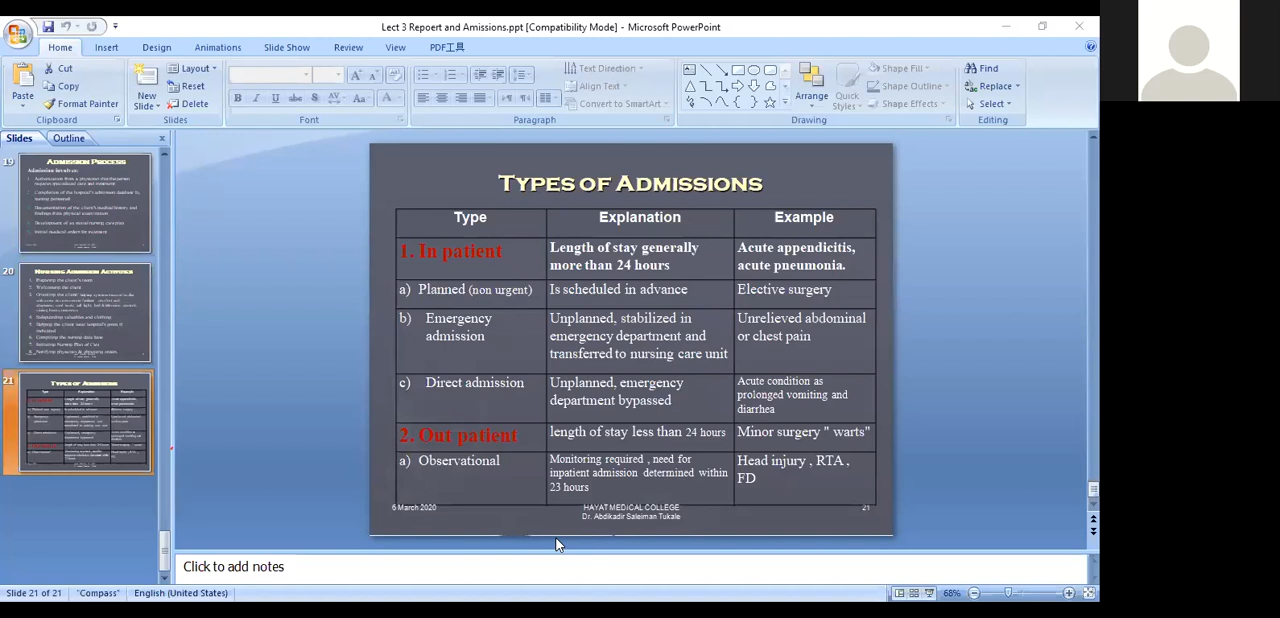 Lect 3 Repoert and Amissions.ppt [Compatibility Mode] - Microsoft PowerPoint
Home Insert Design Animations Slide Show Review View PDF工具
Paste
Cut
Copy
Format Painter
Clipboard
New
Slide
Layout
Reset
Delete
Slides
Font
Text Direction
Align Text
Convert to SmartArt
Paragraph
Arrange
Quick
Styles
Shape Fill
Shape Outline
Shape Effects
Drawing
Find
Replace
Select
Editing
Slides Outline
19
Admission Process
20
Nursing Admission Activities
21
Types of Admissions
Types of Admissions
Type Explanation Example
1. In patient
Length of stay generally
more than 24 hours
Acute appendicitis,
acute pneumonia.
a) Planned (non urgent) Is scheduled in advance Elective surgery
b) Emergency
admission
Unplanned, stabilized in
emergency department and
transferred to nursing care unit
Unrelieved abdominal
or chest pain
c) Direct admission
Unplanned, emergency
department bypassed
Acute condition as
prolonged vomiting and
diarrhea
2. Out patient length of stay less than 24 hours Minor surgery " warts"
a) Observational
Monitoring required , need for
inpatient admission determined within
23 hours
Head injury , RTA ,
FD
6 March 2020
HAYAT MEDICAL COLLEGE
Dr. Abdikadir Saleiman Tukale
21
Click to add notes
Slide 21 of 21 "Compass" English (United States) 68%